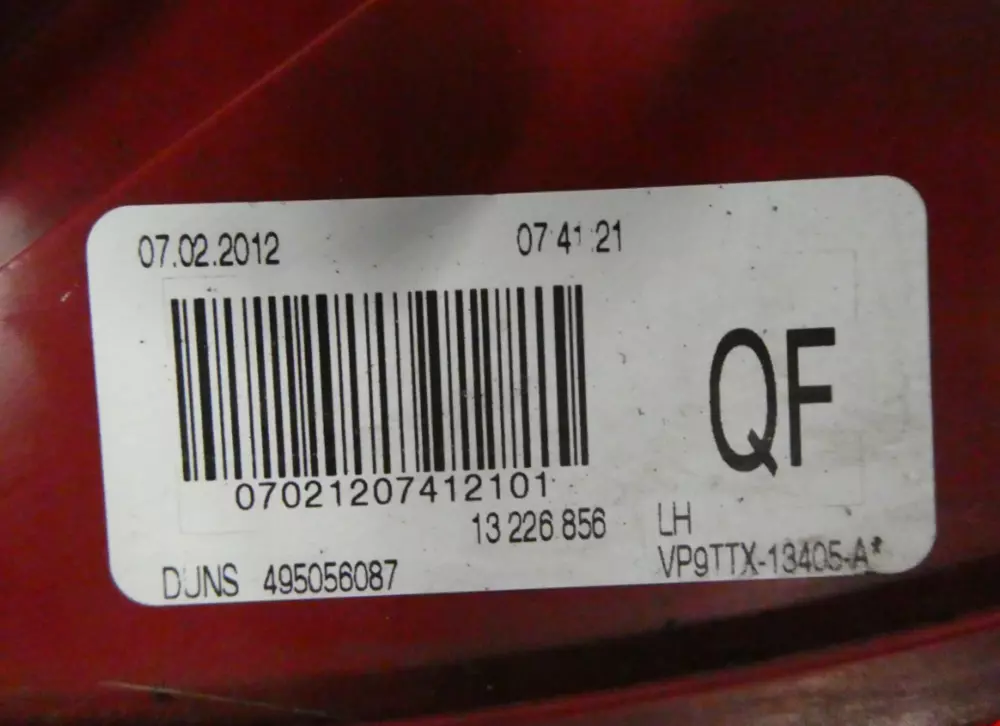 07.02.2012 07:41:21
QF
07021207412101
13 226 856
LH
VP9TTX-13405-A*
DUNS 495056087